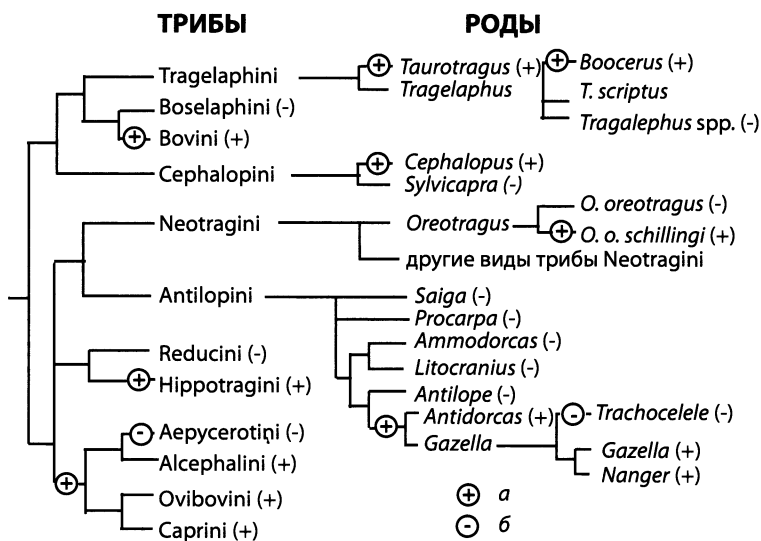 ТРИБЫ
РОДЫ
Tragelaphini
Taurotragus (+)
Tragelaphus
Boocerus (+)
T. scriptus
Tragalephus spp. (-)
Boselaphini (-)
Bovini (+)
Cephalopini
Cephalopus (+)
Sylvicapra (-)
Neotragini
Oreotragus
O. oreotragus (-)
O. o. schillingi (+)
другие виды трибы Neotragini
Antilopini
Saiga (-)
Procarpa (-)
Ammodorcas (-)
Litocranius (-)
Antilope (-)
Antidorcas (+)
Gazella
Trachocelele (-)
Gazella (+)
Nanger (+)
Reducini (-)
Hippotragini (+)
Aepycerotini (-)
Alcephalini (+)
Ovibovini (+)
Caprini (+)
+ а
- б